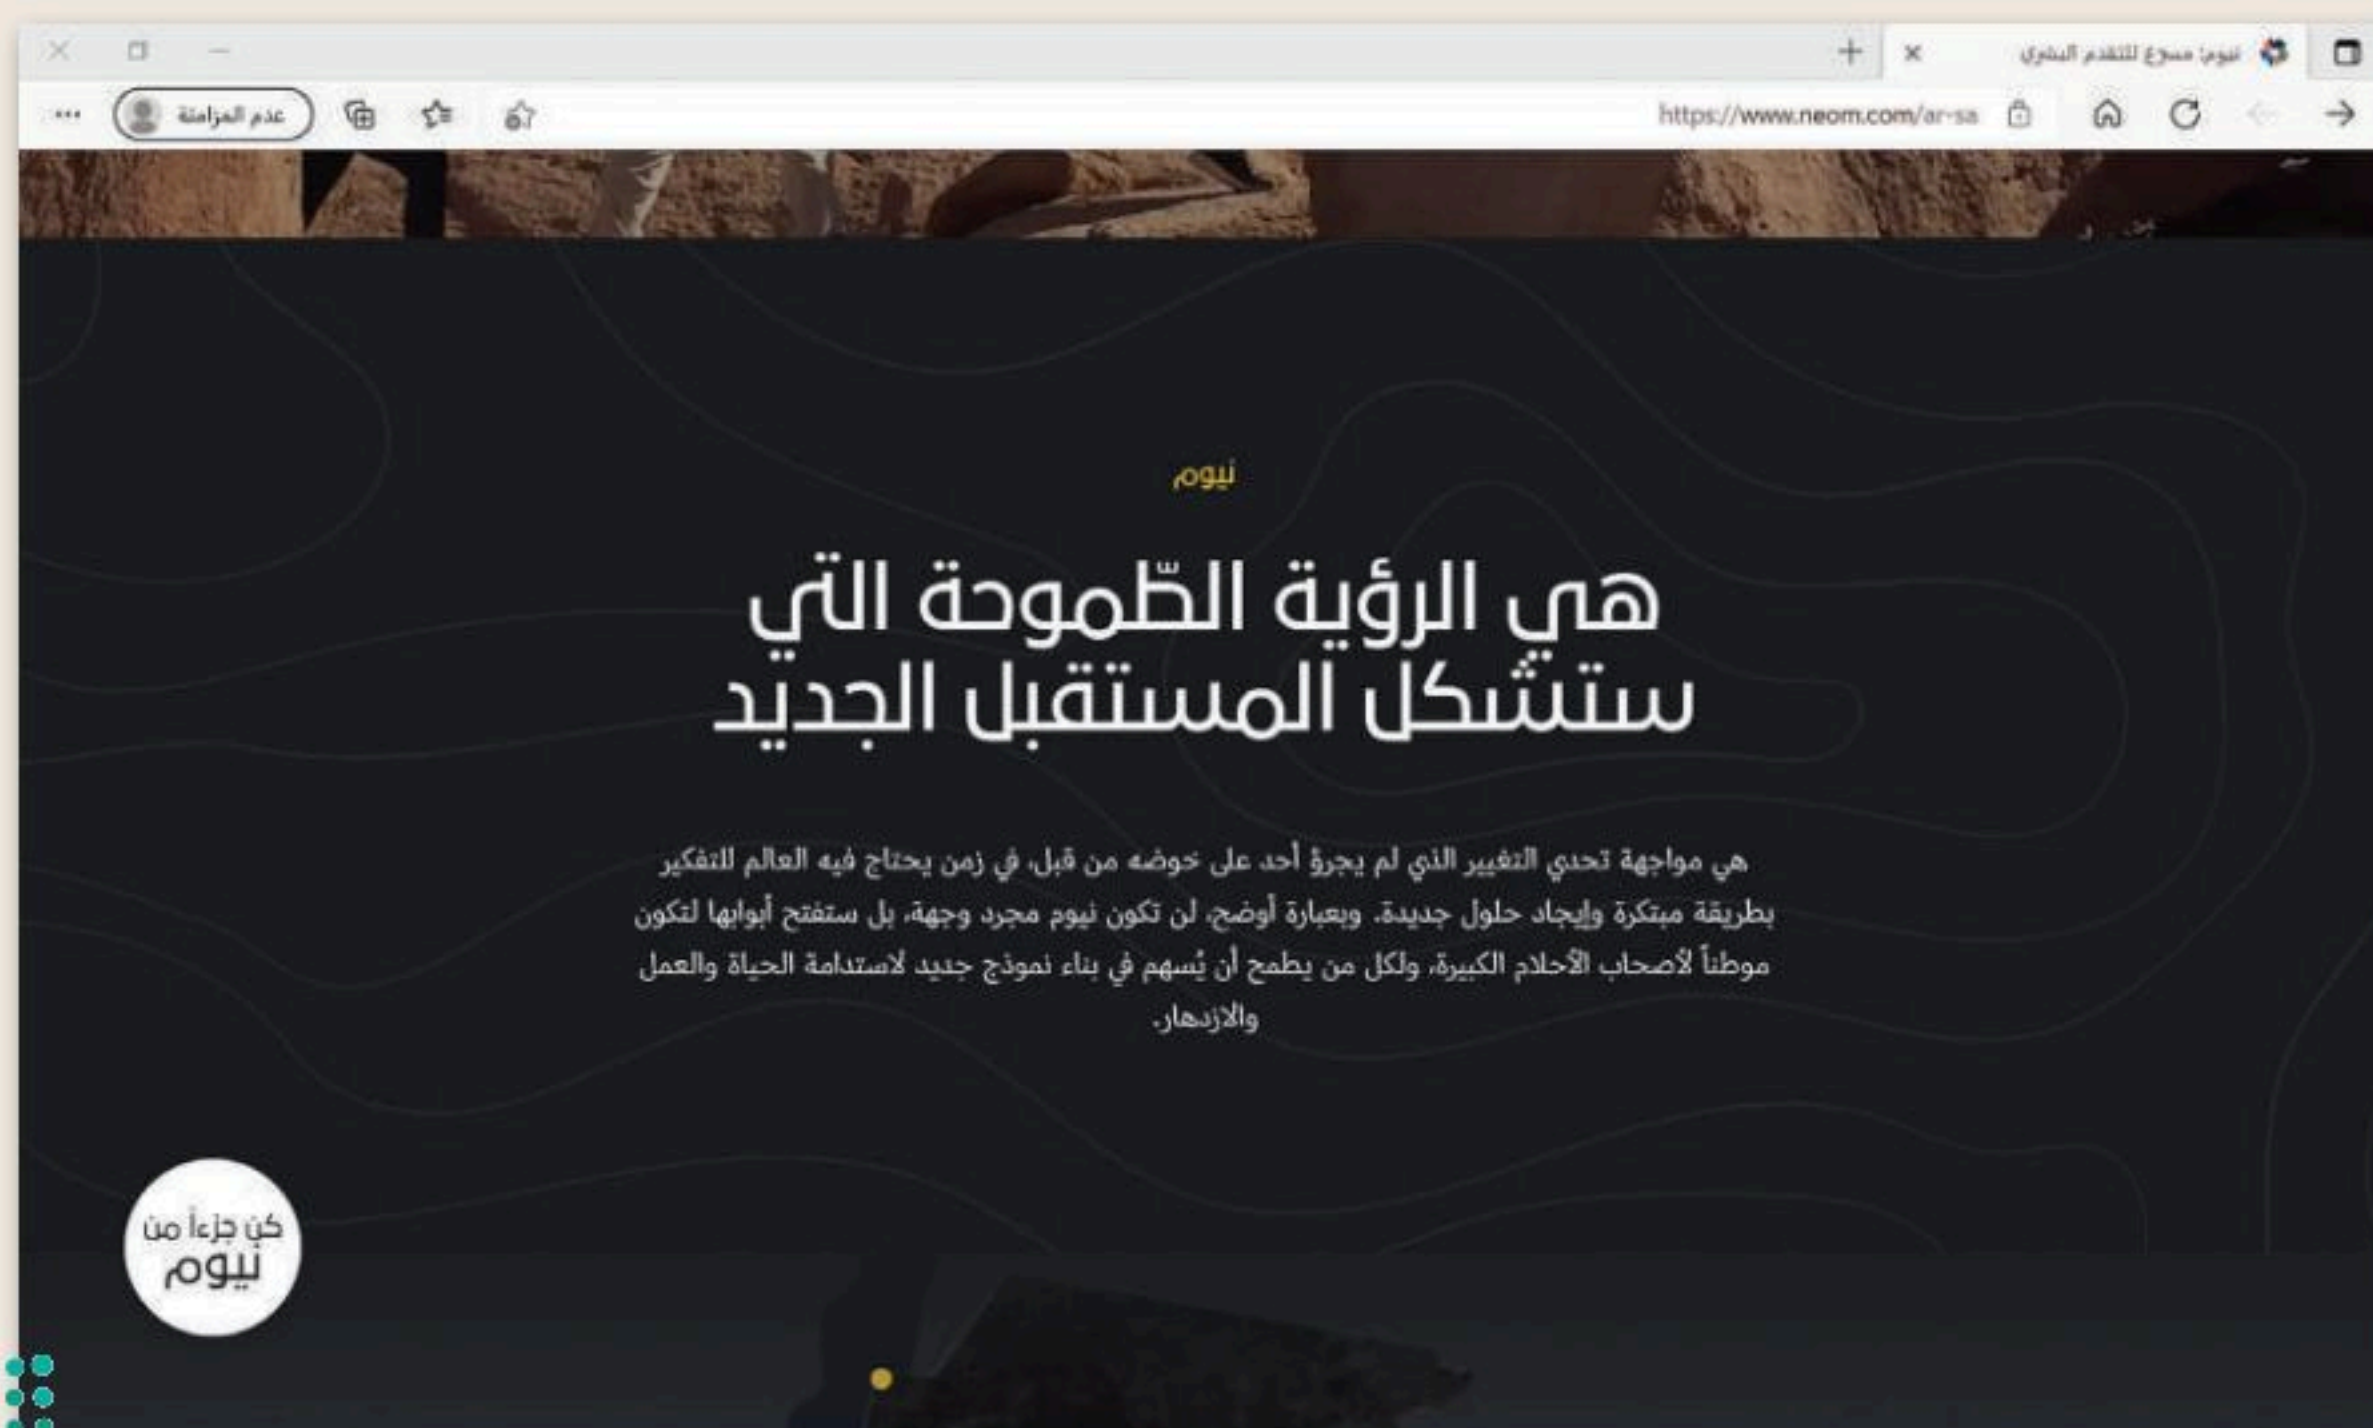 نيوم: مسرع للتقدم البشري
https://www.neom.com/ar-sa
عدم المزامنة
نيوم
هي الرؤية الطّموحة التي
ستشكل المستقبل الجديد
هي مواجهة تحدي التغيير الذي لم يجرؤ أحد على خوضه من قبل، في زمن يحتاج فيه العالم للتفكير
بطريقة مبتكرة وإيجاد حلول جديدة. وبعبارة أوضح، لن تكون نيوم مجرد وجهة، بل ستفتح أبوابها لتكون
موطناً لأصحاب الأحلام الكبيرة، ولكل من يطمح أن يُسهم في بناء نموذج جديد لاستدامة الحياة والعمل
والازدهار.
كن جزءاً من
نيوم